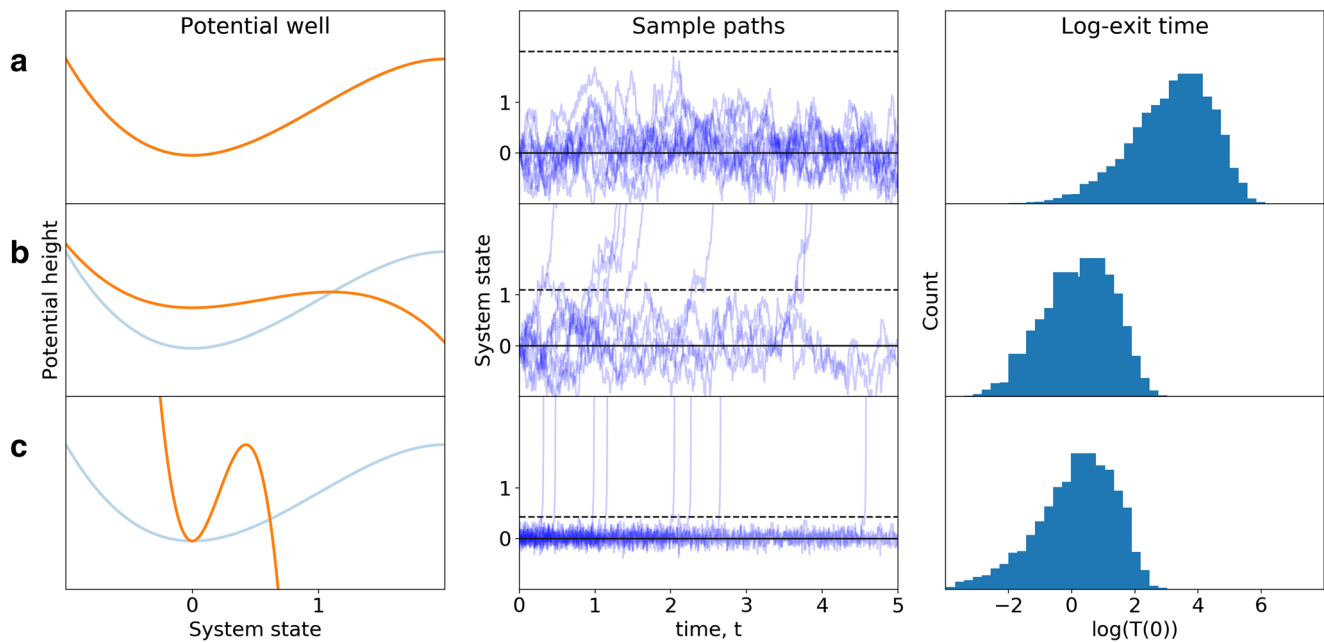 Potential well
Sample paths
Log-exit time
a
1
0
b
Potential height
System state
Count
1
0
c
1
0
0
1
0
1
2
3
4
5
−2
0
2
4
6
System state
time, t
log(T(0))